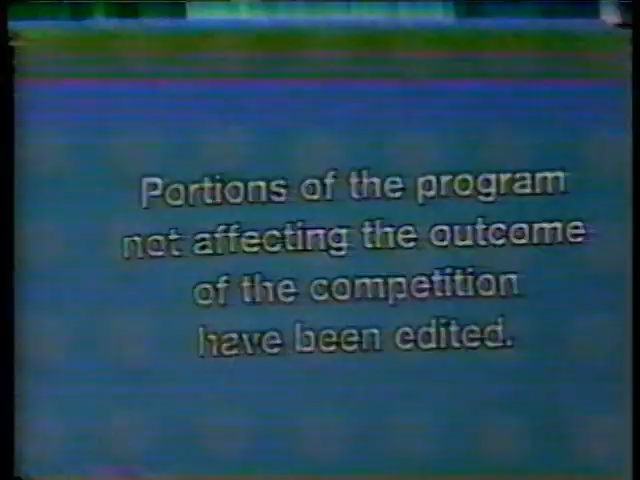 Portions of the program
not affecting the outcome
of the competition
have been edited.